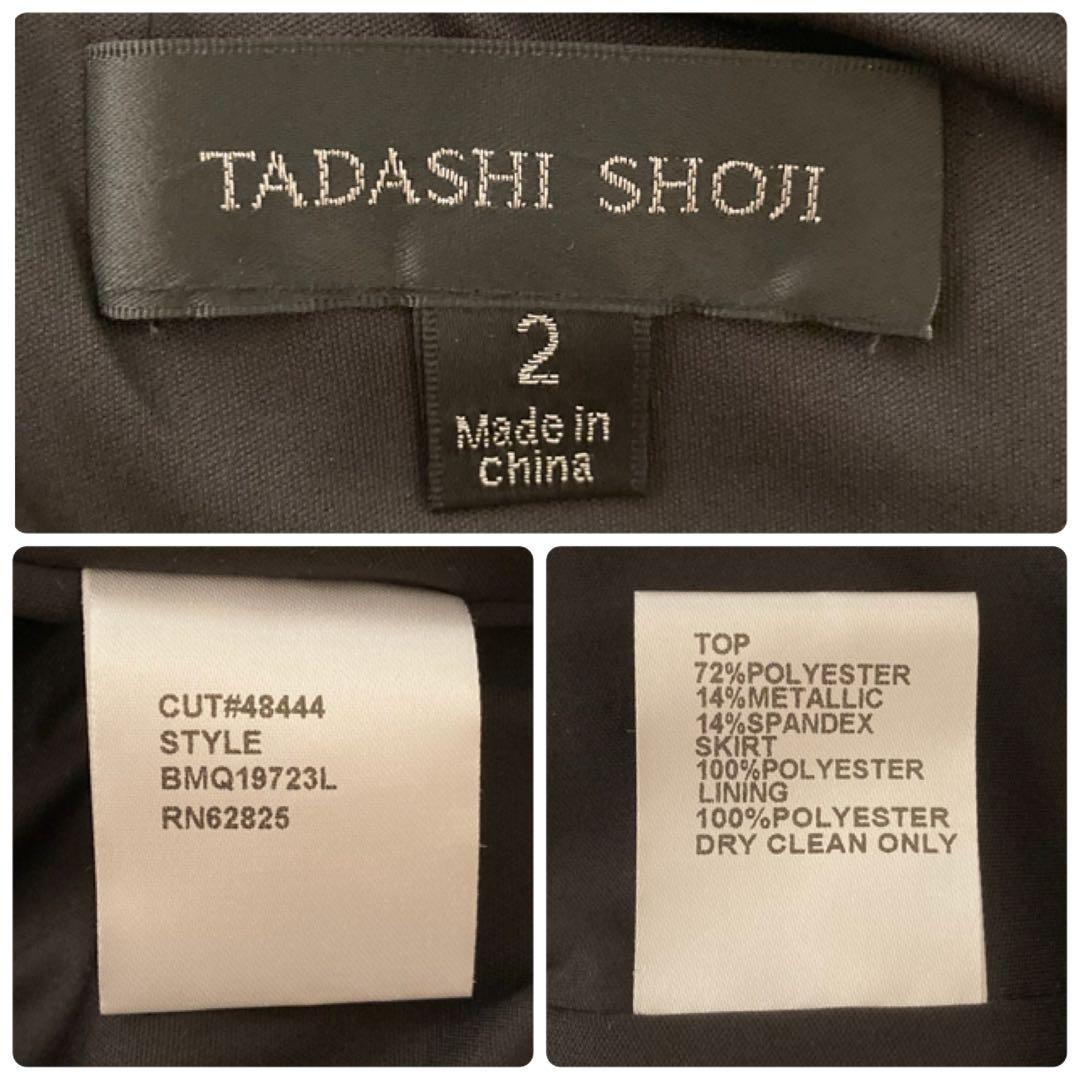 TADASHI SHOJI
2
Made in
china
CUT#48444
STYLE
BMQ19723L
RN62825
TOP
72%POLYESTER
14%METALLIC
14%SPANDEX
SKIRT
100%POLYESTER
LINING
100%POLYESTER
DRY CLEAN ONLY